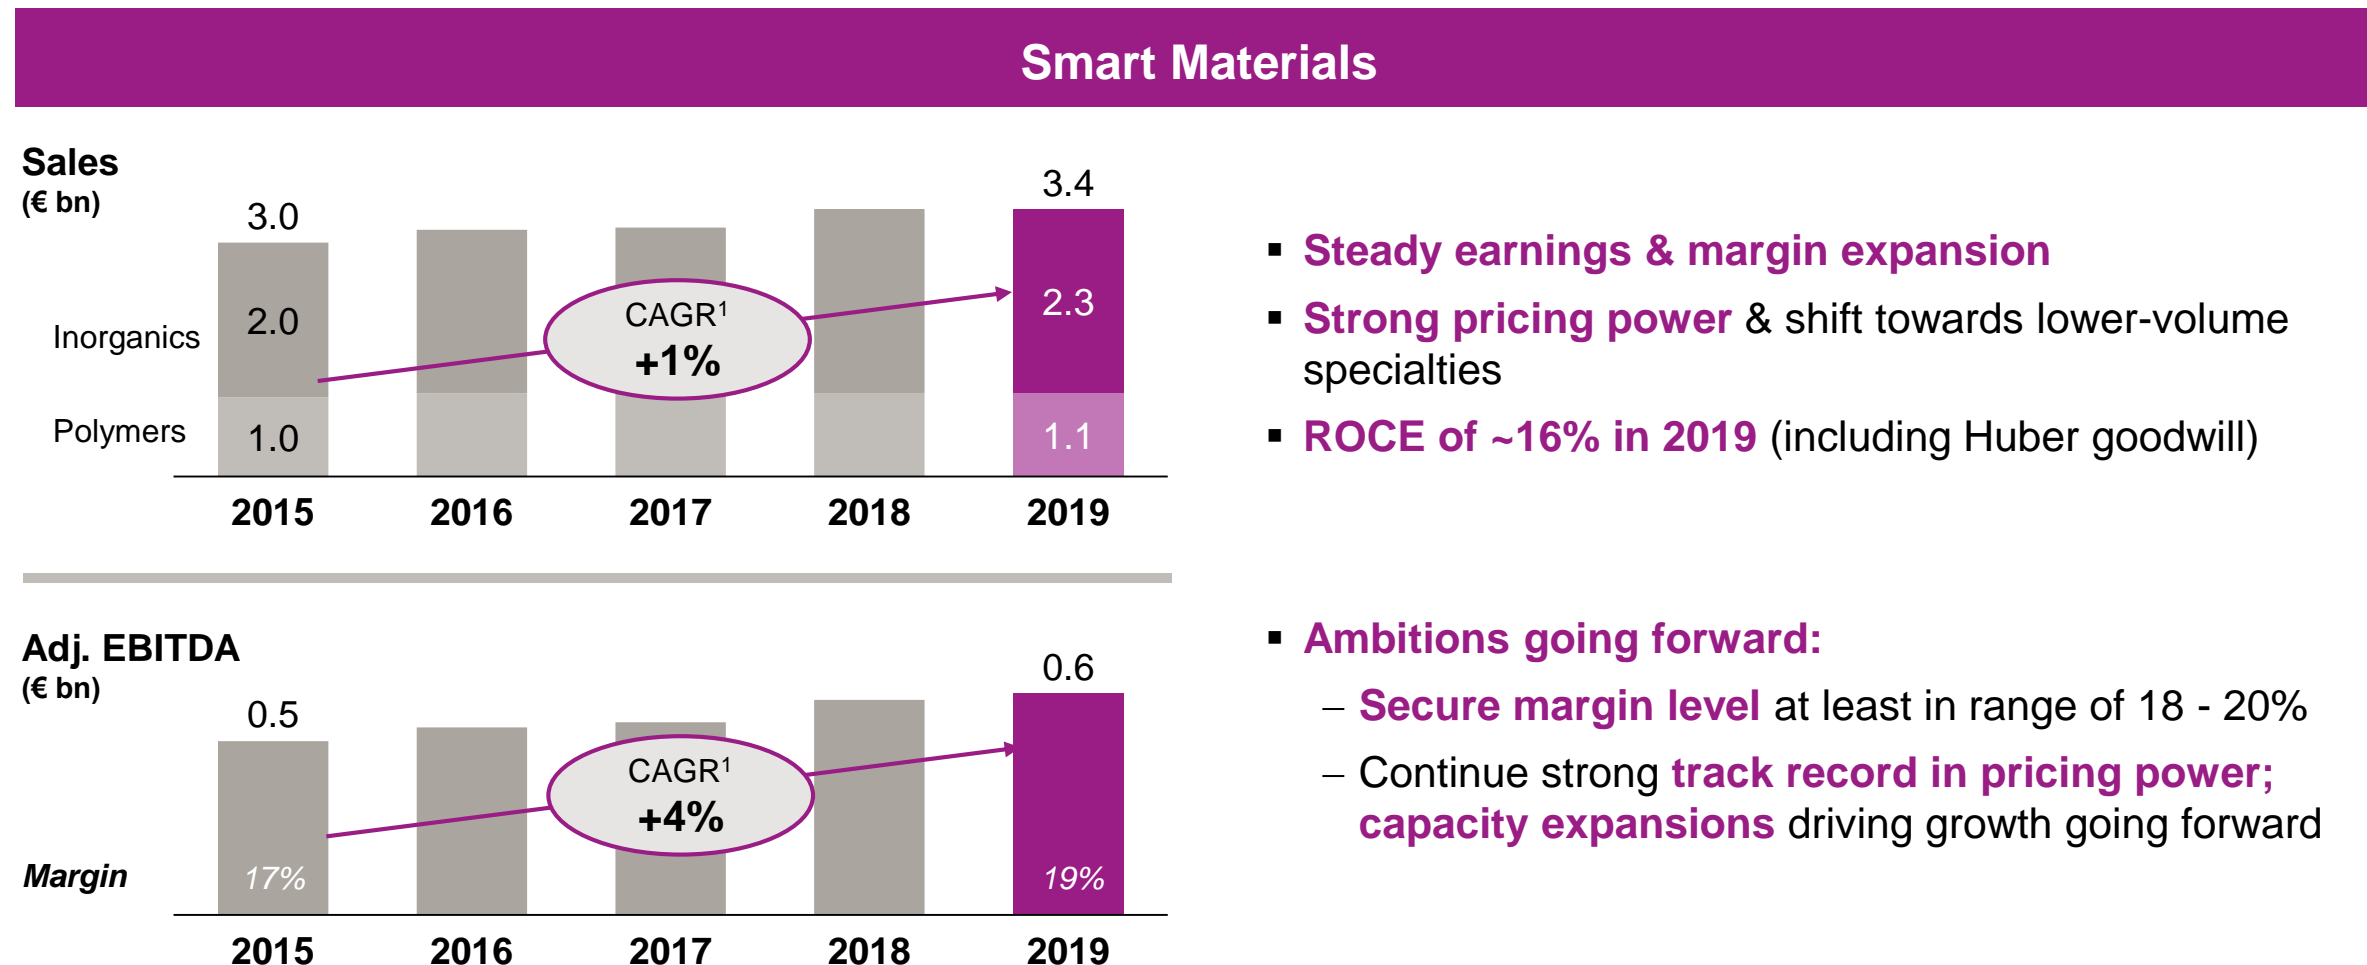 Smart Materials
Sales
(€ bn)
3.0
3.4
Inorganics
2.0
CAGR¹
+1%
2.3
Polymers
1.0
1.1
2015 2016 2017 2018 2019
▪ Steady earnings & margin expansion
▪ Strong pricing power & shift towards lower-volume
specialties
▪ ROCE of ~16% in 2019 (including Huber goodwill)
Adj. EBITDA
(€ bn)
0.5
0.6
CAGR¹
+4%
Margin
17%
19%
2015 2016 2017 2018 2019
▪ Ambitions going forward:
– Secure margin level at least in range of 18 - 20%
– Continue strong track record in pricing power;
capacity expansions driving growth going forward